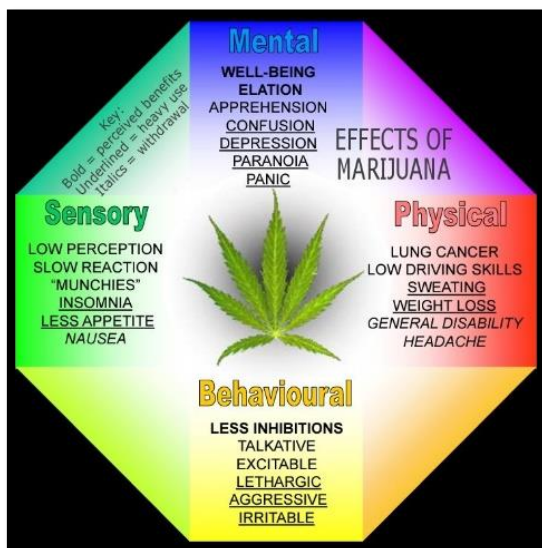 Mental
WELL-BEING
ELATION
APPREHENSION
CONFUSION
DEPRESSION
PARANOIA
PANIC
Key:
Bold = perceived benefits
Underlined = heavy use
Italics = withdrawal
EFFECTS OF
MARIJUANA
Sensory
LOW PERCEPTION
SLOW REACTION
“MUNCHIES”
INSOMNIA
LESS APPETITE
NAUSEA
Physical
LUNG CANCER
LOW DRIVING SKILLS
SWEATING
WEIGHT LOSS
GENERAL DISABILITY
HEADACHE
Behavioural
LESS INHIBITIONS
TALKATIVE
EXCITABLE
LETHARGIC
AGGRESSIVE
IRRITABLE